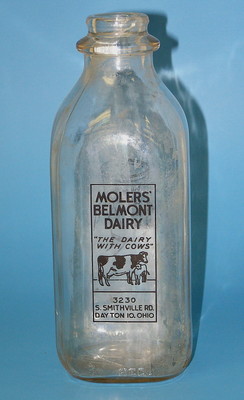 MOLERS'
BELMONT
DAIRY
"THE DAIRY
WITH COWS"
3230
S. SMITHVILLE RD.
DAYTON 10, OHIO